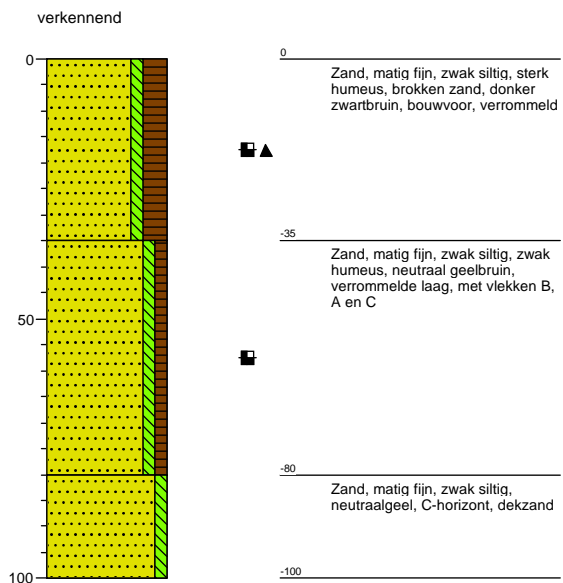 verkennend
0
0
Zand, matig fijn, zwak siltig, sterk
humeus, brokken zand, donker
zwartbruin, bouwvoor, verrommeld
-35
Zand, matig fijn, zwak siltig, zwak
humeus, neutraal geelbruin,
verrommelde laag, met vlekken B,
A en C
50
-80
Zand, matig fijn, zwak siltig,
neutraalgeel, C-horizont, dekzand
100
-100